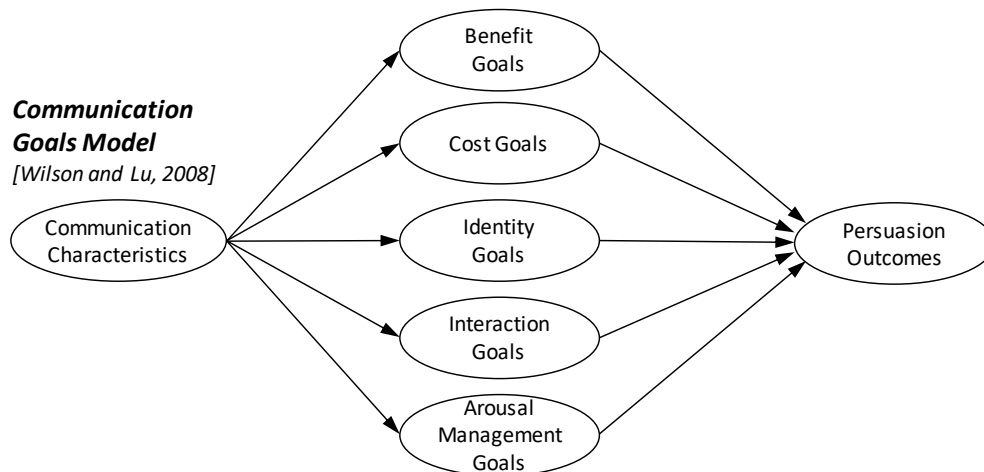 Communication
Goals Model
[Wilson and Lu, 2008]
Communication
Characteristics
Benefit
Goals
Cost Goals
Identity
Goals
Interaction
Goals
Arousal
Management
Goals
Persuasion
Outcomes